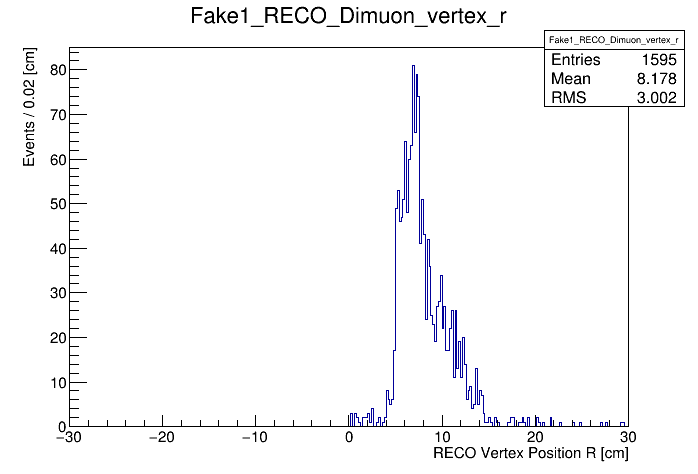 Fake1_RECO_Dimuon_vertex_r
Fake1_RECO_Dimuon_vertex_r
Entries 1595
Mean 8.178
RMS 3.002
Events / 0.02 [cm]
80
70
60
50
40
30
20
10
0
−30 −20 −10 0 10 20 30
RECO Vertex Position R [cm]